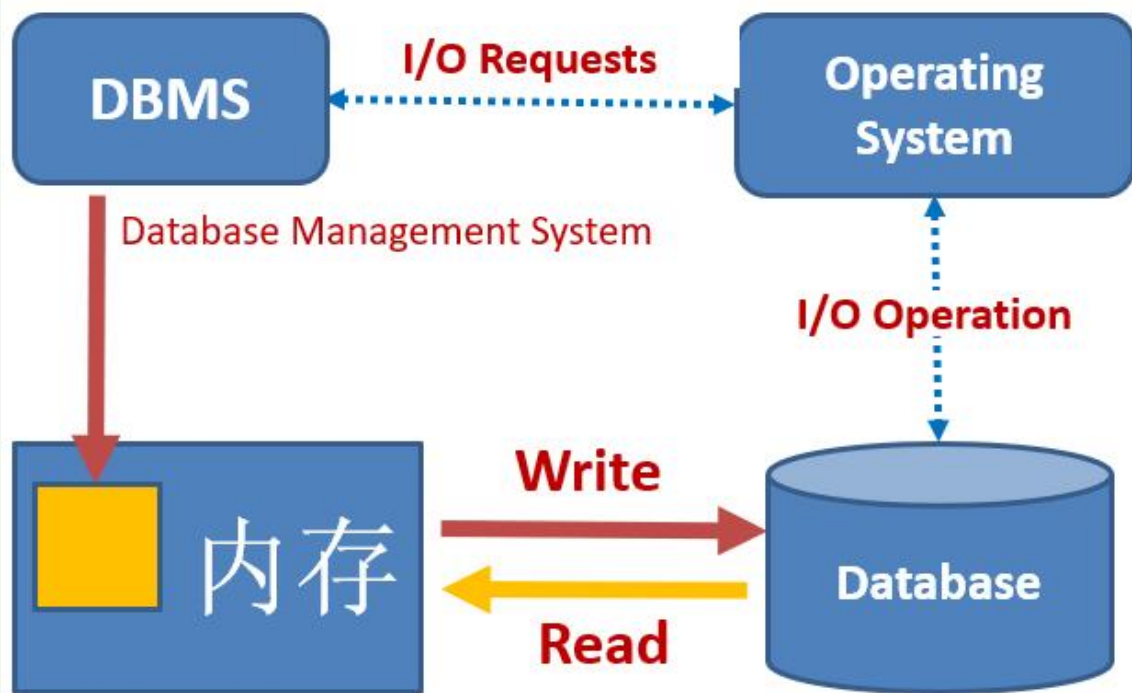 DBMS
I/O Requests
Operating
System
Database Management System
I/O Operation
内存
Write
Read
Database